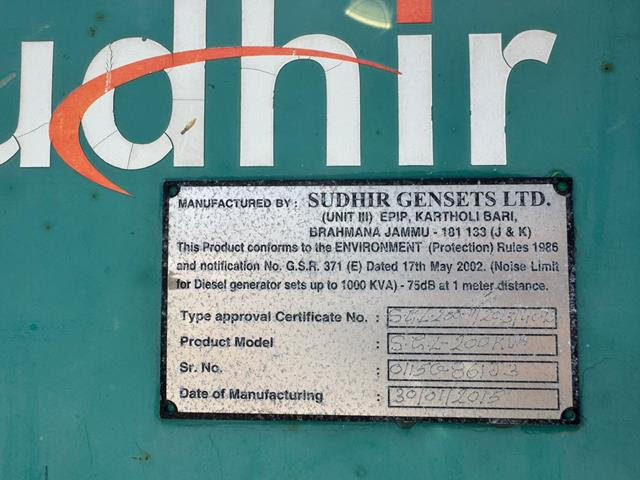 udhir
MANUFACTURED BY : SUDHIR GENSETS LTD.
(UNIT III) EPIP, KARTHOLI BARI,
BRAHMANA JAMMU - 181 133 (J & K)
This Product conforms to the ENVIRONMENT (Protection) Rules 1986
and notification No. G.S.R. 371 (E) Dated 17th May 2002. (Noise Limit
for Diesel generator sets up to 1000 KVA) - 75dB at 1 meter distance.
Type approval Certificate No. :
Product Model :
Sr. No. :
Date of Manufacturing : 30/01/2015